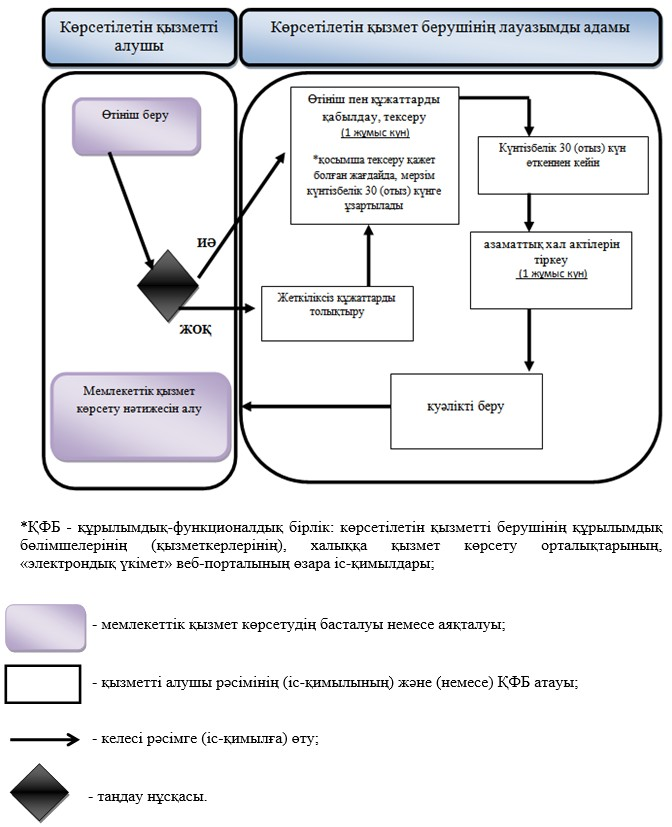 Көрсетілетін қызметті
алушы
Көрсетілетін қызмет берушінің лауазымды адамы
Өтініш беру
Өтініш пен құжаттарды
қабылдау, тексеру
(1 жұмыс күн)
*қосымша тексеру қажет
болған жағдайда, мерзім
күнтізбелік 30 (отыз) күнге
ұзартылады
Күнтізбелік 30 (отыз) күн
өткеннен кейін
азаматтық хал актілерін
тіркеу
(1 жұмыс күн)
иә
жоқ
Жеткіліксіз құжаттарды
толықтыру
Мемлекеттік қызмет
көрсету нәтижесін алу
куәлікті беру
*ҚФБ - құрылымдық-функционалдық бірлік: көрсетілетін қызметті берушінің құрылымдық
бөлімшелерінің (қызметкерлерінің), халыққа қызмет көрсету орталықтарының,
«электрондық үкімет» веб-порталының өзара іс-қимылдары;
- мемлекеттік қызмет көрсетудің басталуы немесе аяқталуы;
- қызметті алушы рәсімінің (іс-қимылының) және (немесе) ҚФБ атауы;
- келесі рәсімге (іс-қимылға) өту;
- таңдау нұсқасы.